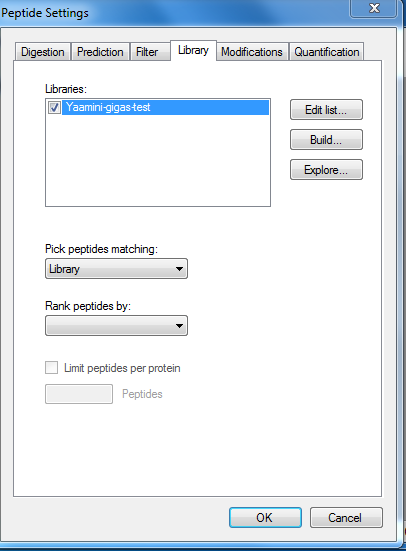 Peptide Settings
Digestion Prediction Filter Library Modifications Quantification
Libraries:
Yaamini-gigas-test
Edit list...
Build...
Explore...
Pick peptides matching:
Library
Rank peptides by:
Limit peptides per protein
Peptides
OK Cancel